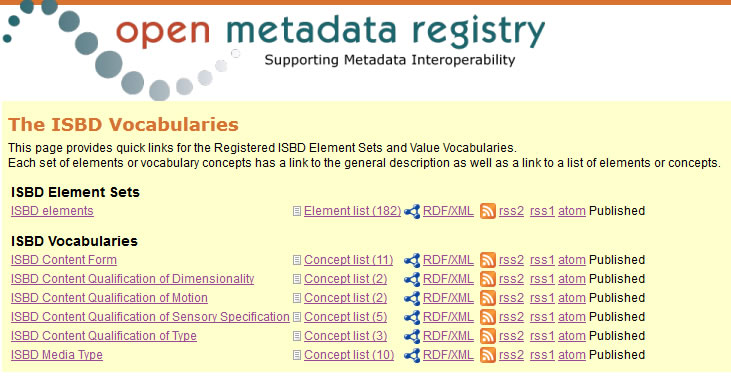 open metadata registry
Supporting Metadata Interoperability
The ISBD Vocabularies
This page provides quick links for the Registered ISBD Element Sets and Value Vocabularies.
Each set of elements or vocabulary concepts has a link to the general description as well as a link to a list of elements or concepts.
ISBD Element Sets
ISBD elements Element list (182) RDF/XML rss2 rss1 atom Published
ISBD Vocabularies
ISBD Content Form Concept list (11) RDF/XML rss2 rss1 atom Published
ISBD Content Qualification of Dimensionality Concept list (2) RDF/XML rss2 rss1 atom Published
ISBD Content Qualification of Motion Concept list (2) RDF/XML rss2 rss1 atom Published
ISBD Content Qualification of Sensory Specification Concept list (5) RDF/XML rss2 rss1 atom Published
ISBD Content Qualification of Type Concept list (3) RDF/XML rss2 rss1 atom Published
ISBD Media Type Concept list (10) RDF/XML rss2 rss1 atom Published